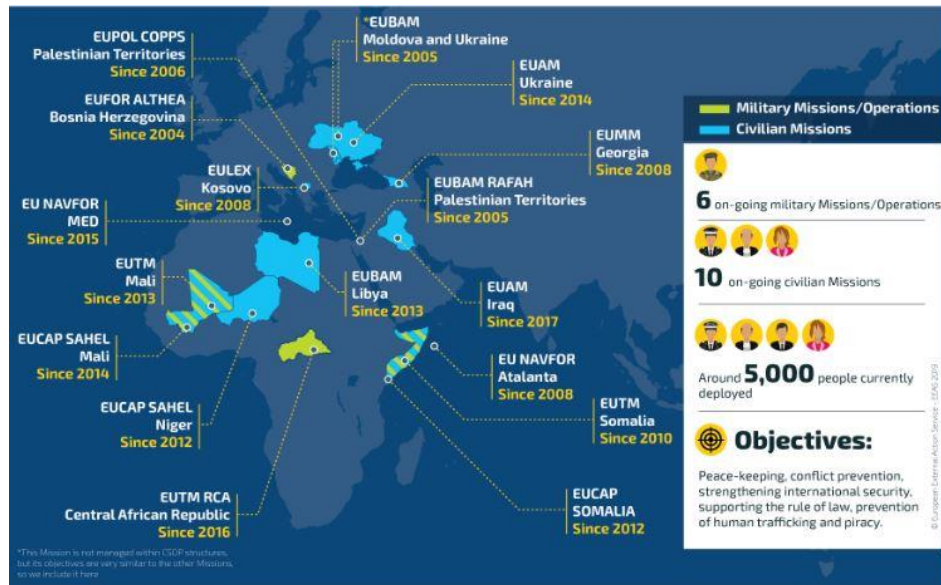 EUPOL COPPS
Palestinian Territories
Since 2006
*EUBAM
Moldova and Ukraine
Since 2005
EUAM
Ukraine
Since 2014
EUFOR ALTHEA
Bosnia Herzegovina
Since 2004
EUMM
Georgia
Since 2008
EULEX
Kosovo
Since 2008
EUBAM RAFAH
Palestinian Territories
Since 2005
EU NAVFOR
MED
Since 2015
EUTM
Mali
Since 2013
EUBAM
Libya
Since 2013
EUAM
Iraq
Since 2017
EUCAP SAHEL
Mali
Since 2014
EU NAVFOR
Atalanta
Since 2008
EUCAP SAHEL
Niger
Since 2012
EUTM
Somalia
Since 2010
EUTM RCA
Central African Republic
Since 2016
EUCAP
SOMALIA
Since 2012
*This Mission is not managed within CSDP structures,
but its objectives are very similar to the other Missions,
so we include it here
Military Missions/Operations
Civilian Missions
6 on-going military Missions/Operations
10 on-going civilian Missions
Around 5,000 people currently
deployed
Objectives:
Peace-keeping, conflict prevention,
strengthening international security,
supporting the rule of law, prevention
of human trafficking and piracy.
© European External Action Service - EEAS 2019